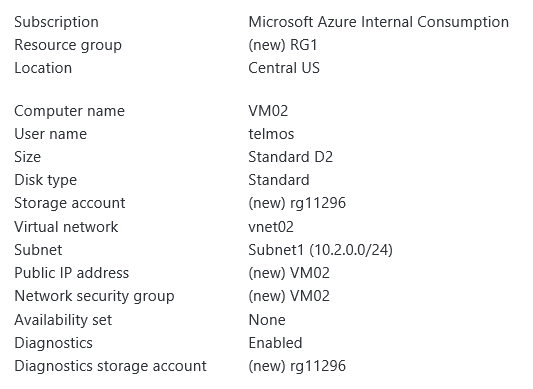 Subscription Microsoft Azure Internal Consumption
Resource group (new) RG1
Location Central US
Computer name VM02
User name telmos
Size Standard D2
Disk type Standard
Storage account (new) rg11296
Virtual network vnet02
Subnet Subnet1 (10.2.0.0/24)
Public IP address (new) VM02
Network security group (new) VM02
Availability set None
Diagnostics Enabled
Diagnostics storage account (new) rg11296